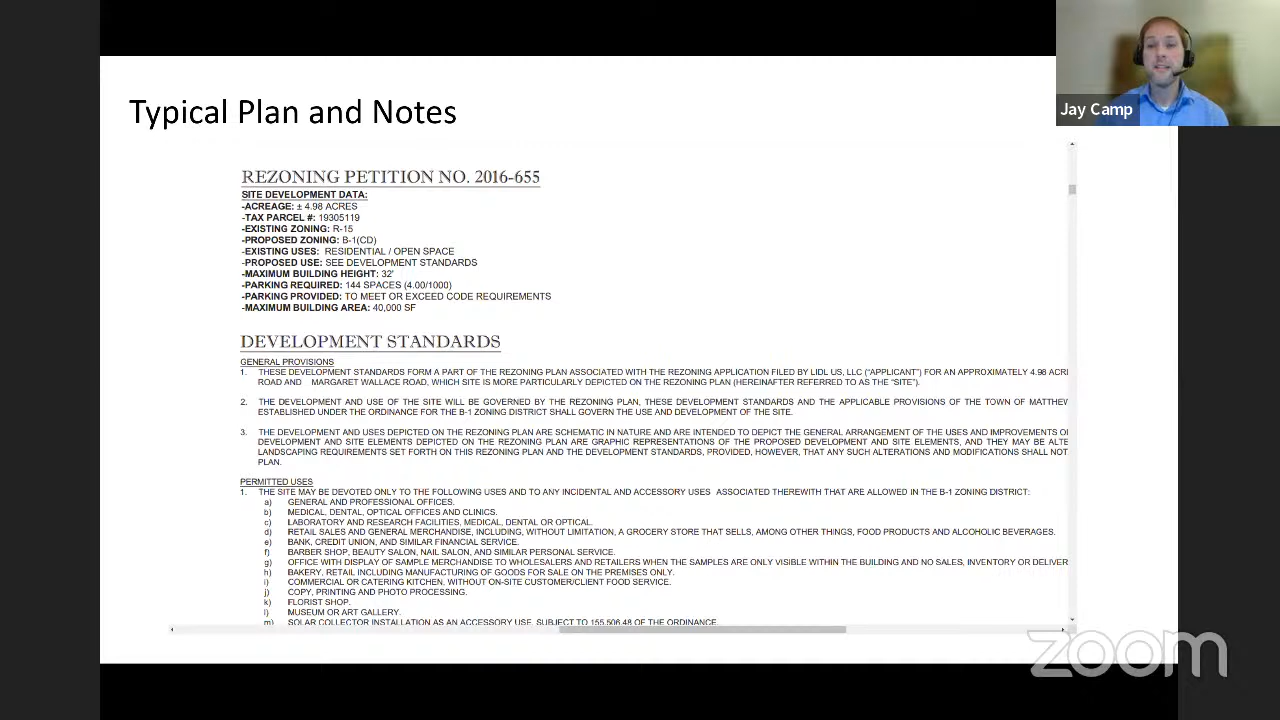 Typical Plan and Notes
Jay Camp
REZONING PETITION NO. 2016-655
SITE DEVELOPMENT DATA:
-ACREAGE: ± 4.98 ACRES
-TAX PARCEL #: 19305119
-EXISTING ZONING: R-15
-PROPOSED ZONING: B-1(CD)
-EXISTING USES: RESIDENTIAL / OPEN SPACE
-PROPOSED USE: SEE DEVELOPMENT STANDARDS
-MAXIMUM BUILDING HEIGHT: 32'
-PARKING REQUIRED: 144 SPACES (4.00/1000)
-PARKING PROVIDED: TO MEET OR EXCEED CODE REQUIREMENTS
-MAXIMUM BUILDING AREA: 40,000 SF
DEVELOPMENT STANDARDS
GENERAL PROVISIONS
1. THESE DEVELOPMENT STANDARDS FORM A PART OF THE REZONING PLAN ASSOCIATED WITH THE REZONING APPLICATION FILED BY LIDL US, LLC ("APPLICANT") FOR AN APPROXIMATELY 4.98 ACRE
ROAD AND MARGARET WALLACE ROAD, WHICH SITE IS MORE PARTICULARLY DEPICTED ON THE REZONING PLAN (HEREINAFTER REFERRED TO AS THE "SITE").
2. THE DEVELOPMENT AND USE OF THE SITE WILL BE GOVERNED BY THE REZONING PLAN, THESE DEVELOPMENT STANDARDS AND THE APPLICABLE PROVISIONS OF THE TOWN OF MATTHEW
ESTABLISHED UNDER THE ORDINANCE FOR THE B-1 ZONING DISTRICT SHALL GOVERN THE USE AND DEVELOPMENT OF THE SITE.
3. THE DEVELOPMENT AND USES DEPICTED ON THE REZONING PLAN ARE SCHEMATIC IN NATURE AND ARE INTENDED TO DEPICT THE GENERAL ARRANGEMENT OF THE USES AND IMPROVEMENTS O
DEVELOPMENT AND SITE ELEMENTS DEPICTED ON THE REZONING PLAN ARE GRAPHIC REPRESENTATIONS OF THE PROPOSED DEVELOPMENT AND SITE ELEMENTS, AND THEY MAY BE ALTE
LANDSCAPING REQUIREMENTS SET FORTH ON THIS REZONING PLAN AND THE DEVELOPMENT STANDARDS, PROVIDED, HOWEVER, THAT ANY SUCH ALTERATIONS AND MODIFICATIONS SHALL NOT
PLAN.
PERMITTED USES
1. THE SITE MAY BE DEVOTED ONLY TO THE FOLLOWING USES AND TO ANY INCIDENTAL AND ACCESSORY USES ASSOCIATED THEREWITH THAT ARE ALLOWED IN THE B-1 ZONING DISTRICT:
a) GENERAL AND PROFESSIONAL OFFICES.
b) MEDICAL, DENTAL, OPTICAL OFFICES AND CLINICS.
c) LABORATORY AND RESEARCH FACILITIES, MEDICAL, DENTAL OR OPTICAL.
d) RETAIL SALES AND GENERAL MERCHANDISE, INCLUDING, WITHOUT LIMITATION, A GROCERY STORE THAT SELLS, AMONG OTHER THINGS, FOOD PRODUCTS AND ALCOHOLIC BEVERAGES.
e) BANK, CREDIT UNION, AND SIMILAR FINANCIAL SERVICE.
f) BARBER SHOP, BEAUTY SALON, NAIL SALON, AND SIMILAR PERSONAL SERVICE.
g) OFFICE WITH DISPLAY OF SAMPLE MERCHANDISE TO WHOLESALERS AND RETAILERS WHEN THE SAMPLES ARE ONLY VISIBLE WITHIN THE BUILDING AND NO SALES, INVENTORY OR DELIVER
h) BAKERY, RETAIL INCLUDING MANUFACTURING OF GOODS FOR SALE ON THE PREMISES ONLY.
i) COMMERCIAL OR CATERING KITCHEN, WITHOUT ON-SITE CUSTOMER/CLIENT FOOD SERVICE.
j) COPY, PRINTING AND PHOTO PROCESSING.
k) FLORIST SHOP.
l) MUSEUM OR ART GALLERY.
m) SOLAR COLLECTOR INSTALLATION AS AN ACCESSORY USE, SUBJECT TO 155.506.48 OF THE ORDINANCE.
zoom